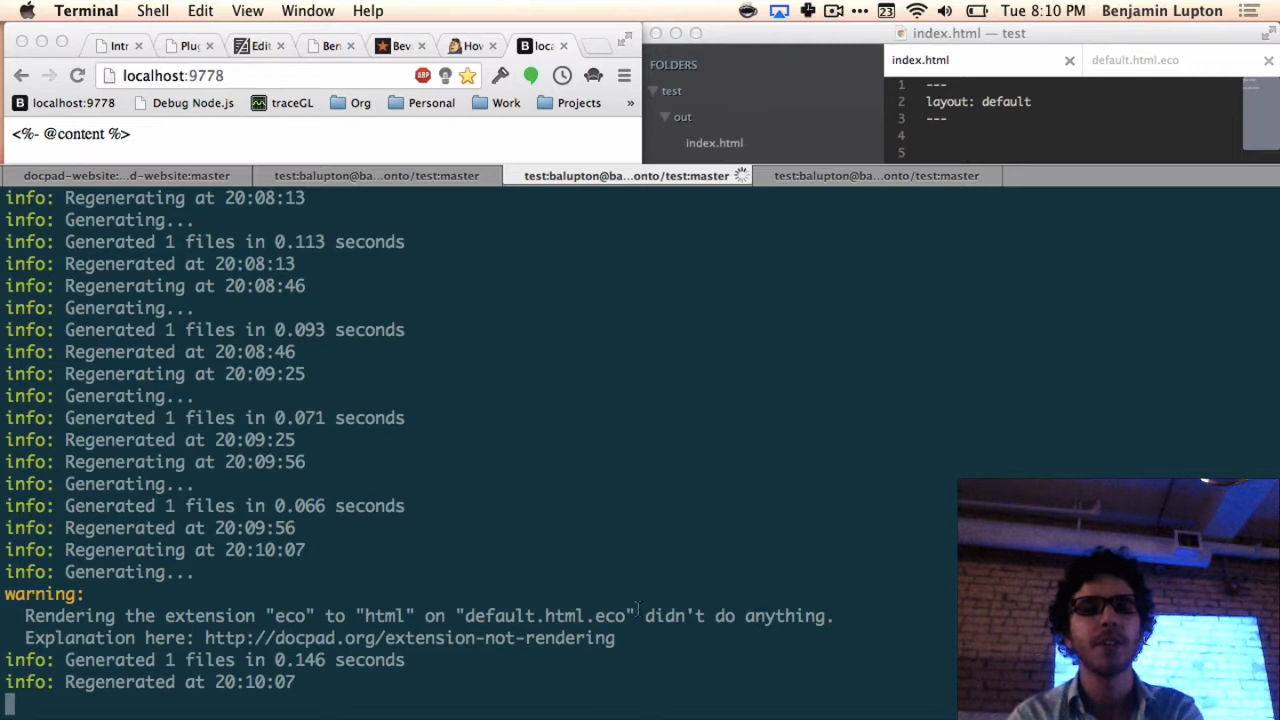 Terminal Shell Edit View Window Help
23 Tue 8:10 PM Benjamin Lupton
Intr Plu Edit Ber Bev Hov loca
localhost:9778
ABP
localhost:9778 Debug Node.js traceGL Org Personal Work Projects »
<%- @content %>
index.html — test
FOLDERS
test
out
index.html
index.html default.html.eco
1 ---
2 layout: default
3 ---
4
5
docpad-website:...d-website:master test:balupton@ba...onto/test:master test:balupton@ba...onto/test:master test:balupton@ba...onto/test:master
info: Regenerating at 20:08:13
info: Generating...
info: Generated 1 files in 0.113 seconds
info: Regenerated at 20:08:13
info: Regenerating at 20:08:46
info: Generating...
info: Generated 1 files in 0.093 seconds
info: Regenerated at 20:08:46
info: Regenerating at 20:09:25
info: Generating...
info: Generated 1 files in 0.071 seconds
info: Regenerated at 20:09:25
info: Regenerating at 20:09:56
info: Generating...
info: Generated 1 files in 0.066 seconds
info: Regenerated at 20:09:56
info: Regenerating at 20:10:07
info: Generating...
warning:
Rendering the extension "eco" to "html" on "default.html.eco" didn't do anything.
Explanation here: http://docpad.org/extension-not-rendering
info: Generated 1 files in 0.146 seconds
info: Regenerated at 20:10:07